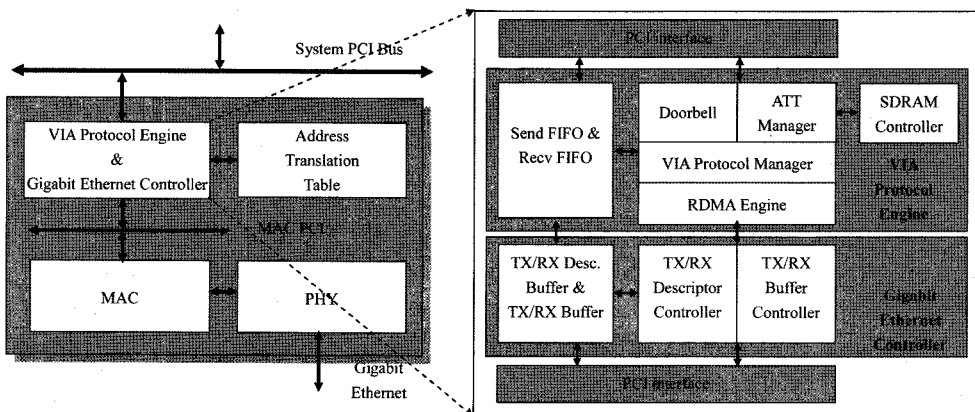 System PCI Bus
VIA Protocol Engine
&
Gigabit Ethernet Controller
Address
Translation
Table
MAC PCI
MAC
PHY
Gigabit
Ethernet
PCI interface
Send FIFO &
Recv FIFO
Doorbell
ATT
Manager
VIA Protocol Manager
RDMA Engine
SDRAM
Controller
VIA
Protocol
Engine
TX/RX Desc.
Buffer &
TX/RX Buffer
TX/RX
Descriptor
Controller
TX/RX
Buffer
Controller
Gigabit
Ethernet
Controller
PCI interface